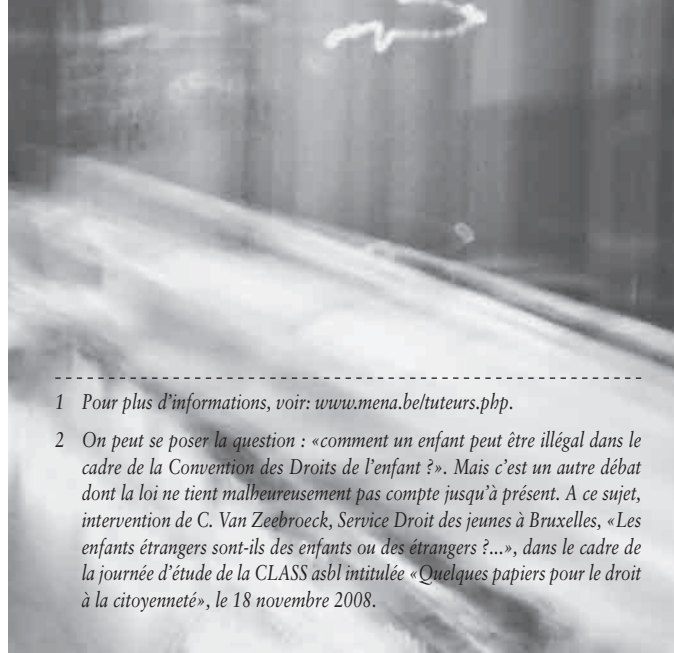 1 Pour plus d'informations, voir: www.mena.be/tuteurs.php.
2 On peut se poser la question : «comment un enfant peut être illégal dans le
cadre de la Convention des Droits de l'enfant ?». Mais c'est un autre débat
dont la loi ne tient malheureusement pas compte jusqu'à présent. A ce sujet,
intervention de C. Van Zeebroeck, Service Droit des jeunes à Bruxelles, «Les
enfants étrangers sont-ils des enfants ou des étrangers ?...», dans le cadre de
la journée d'étude de la CLASS asbl intitulée «Quelques papiers pour le droit
à la citoyenneté», le 18 novembre 2008.